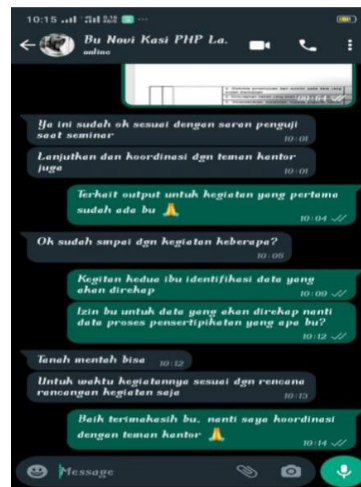 10:15
Bu Novi Kasi PHP La.
online
09:54
Ya ini sudah ok sesuai dengan saran penguji
saat seminar
10:01
Lanjutkan dan koordinasi dgn teman kantor
juga
10:01
Terkait output untuk kegiatan yang pertama
sudah ada bu 🙏
10:04
Ok sudah smpai dgn kegiatan keberapa?
10:05
Kegitan kedua ibu identifikasi data yang
akan direkap
10:09
Izin bu untuk data yang akan direkap nanti
data proses pensertipikatan yang apa bu?
10:12
Tanah mentah bisa 10:12
Untuk waktu kegiatannya sesuai dgn rencana
rancangan kegiatan saja
10:13
Baik terimakasih bu, nanti saya koordinasi
dengan teman kantor 🙏
10:14
Message